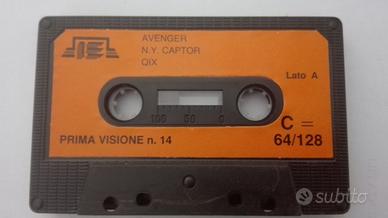 AVENGER
N.Y. CAPTOR
QIX
Lato A
100 50 0
PRIMA VISIONE n. 14
C =
64/128
subito